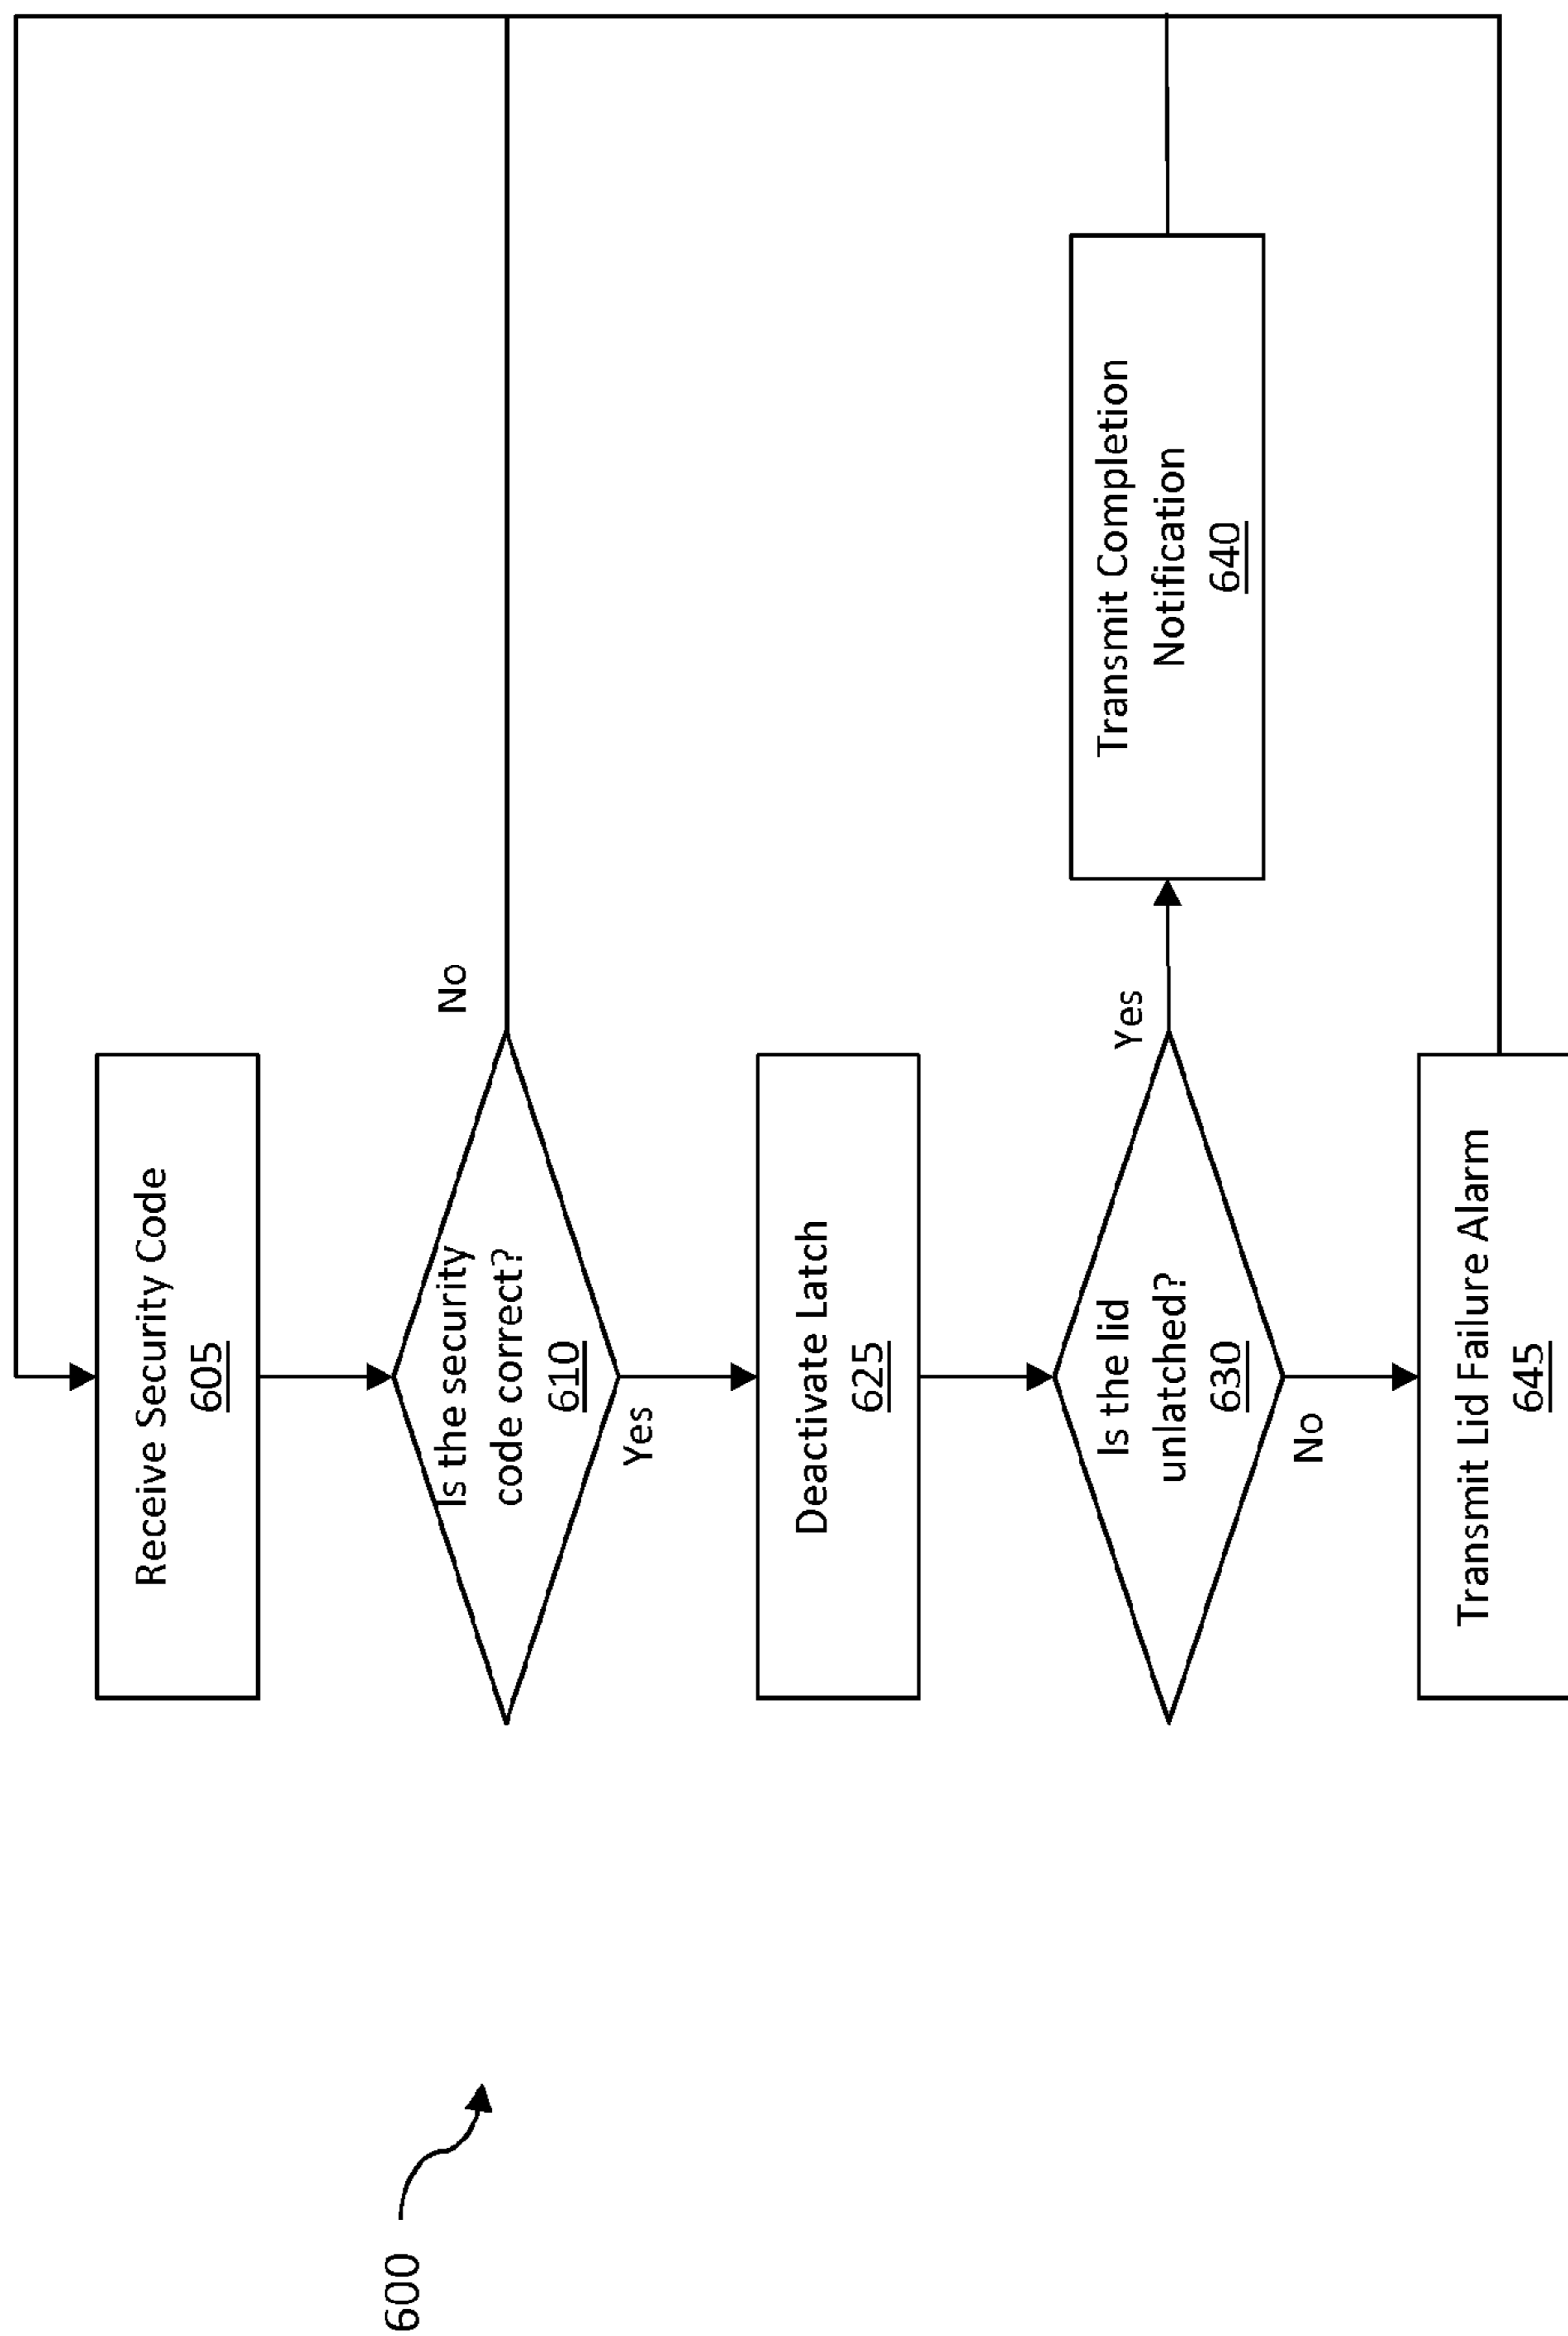 600
Receive Security Code
605
Is the security
code correct?
610
No
Yes
Deactivate Latch
625
Is the lid
unlatched?
630
Yes
No
Transmit Completion
Notification
640
Transmit Lid Failure Alarm
645